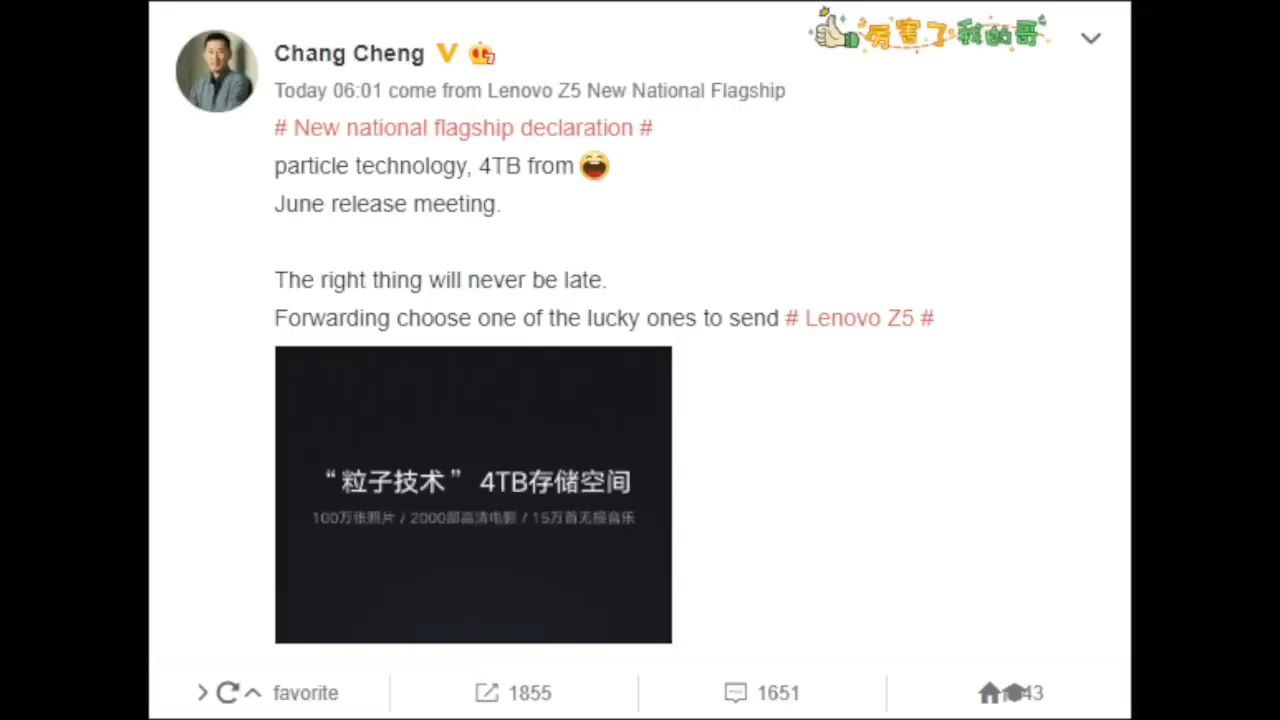 厉害了我的哥
Chang Cheng
Today 06:01 come from Lenovo Z5 New National Flagship
# New national flagship declaration #
particle technology, 4TB from
June release meeting.
The right thing will never be late.
Forwarding choose one of the lucky ones to send # Lenovo Z5 #
“粒子技术” 4TB存储空间
100万张照片 / 2000部高清电影 / 15万首无损音乐
favorite 1855 1651